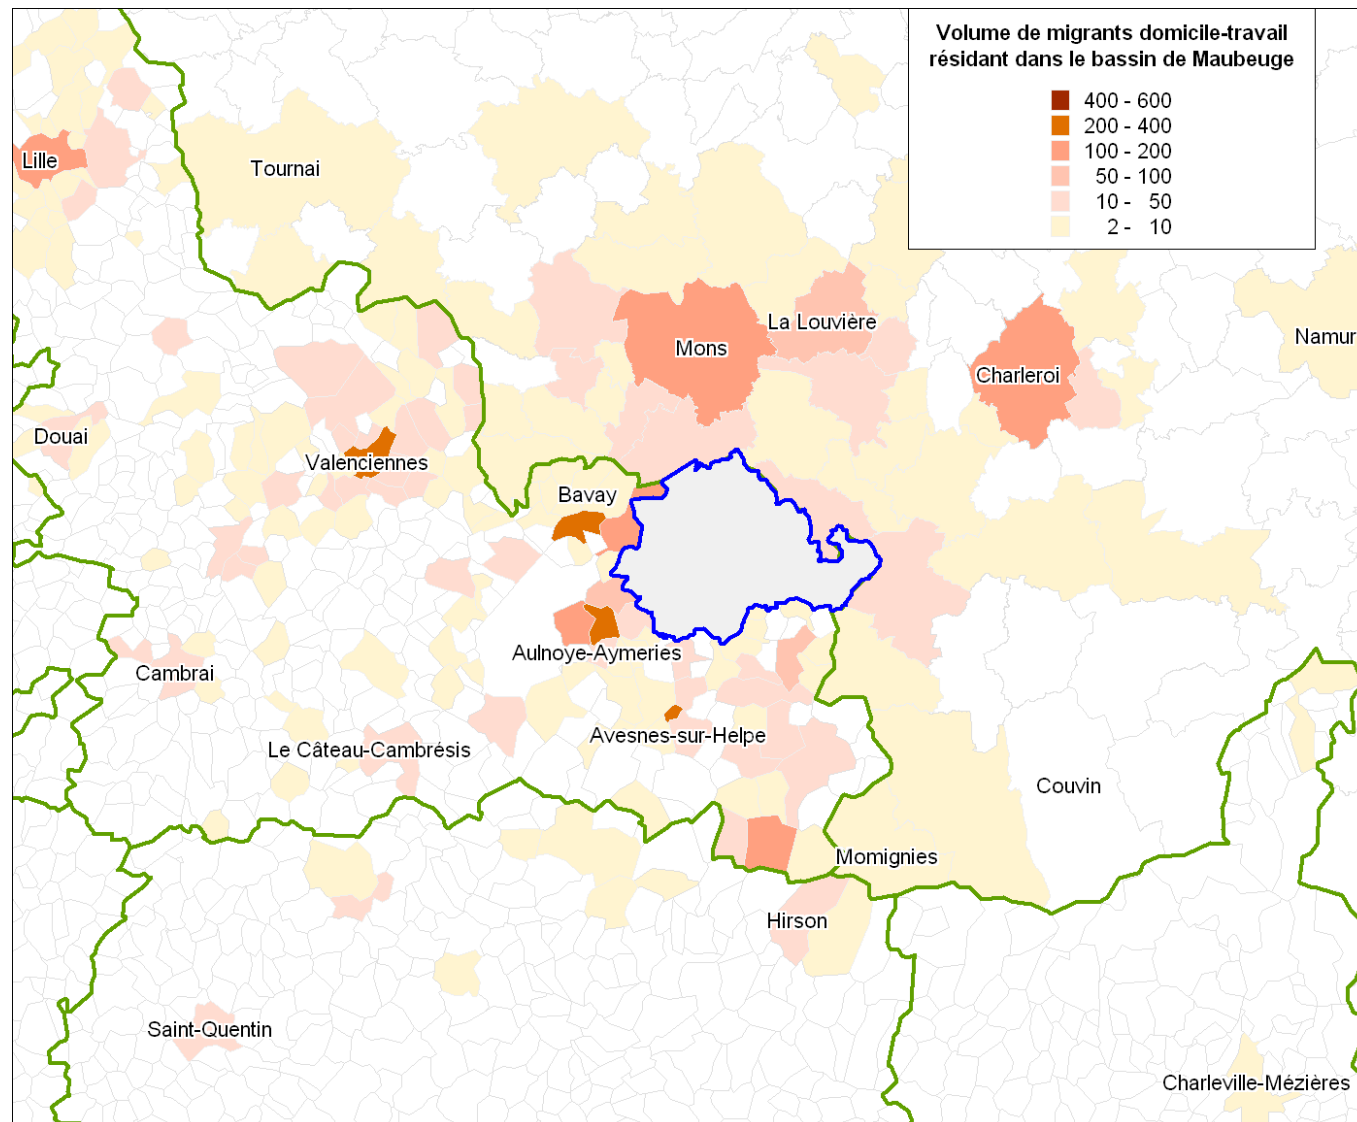 Volume de migrants domicile-travail
résidant dans le bassin de Maubeuge
400 - 600
200 - 400
100 - 200
50 - 100
10 - 50
2 - 10
Lille
Tournai
La Louvière
Namur
Mons
Charleroi
Douai
Valenciennes
Bavay
Aulnoye-Aymeries
Cambrai
Avesnes-sur-Helpe
Le Câteau-Cambrésis
Couvin
Momignies
Hirson
Saint-Quentin
Charleville-Mézières